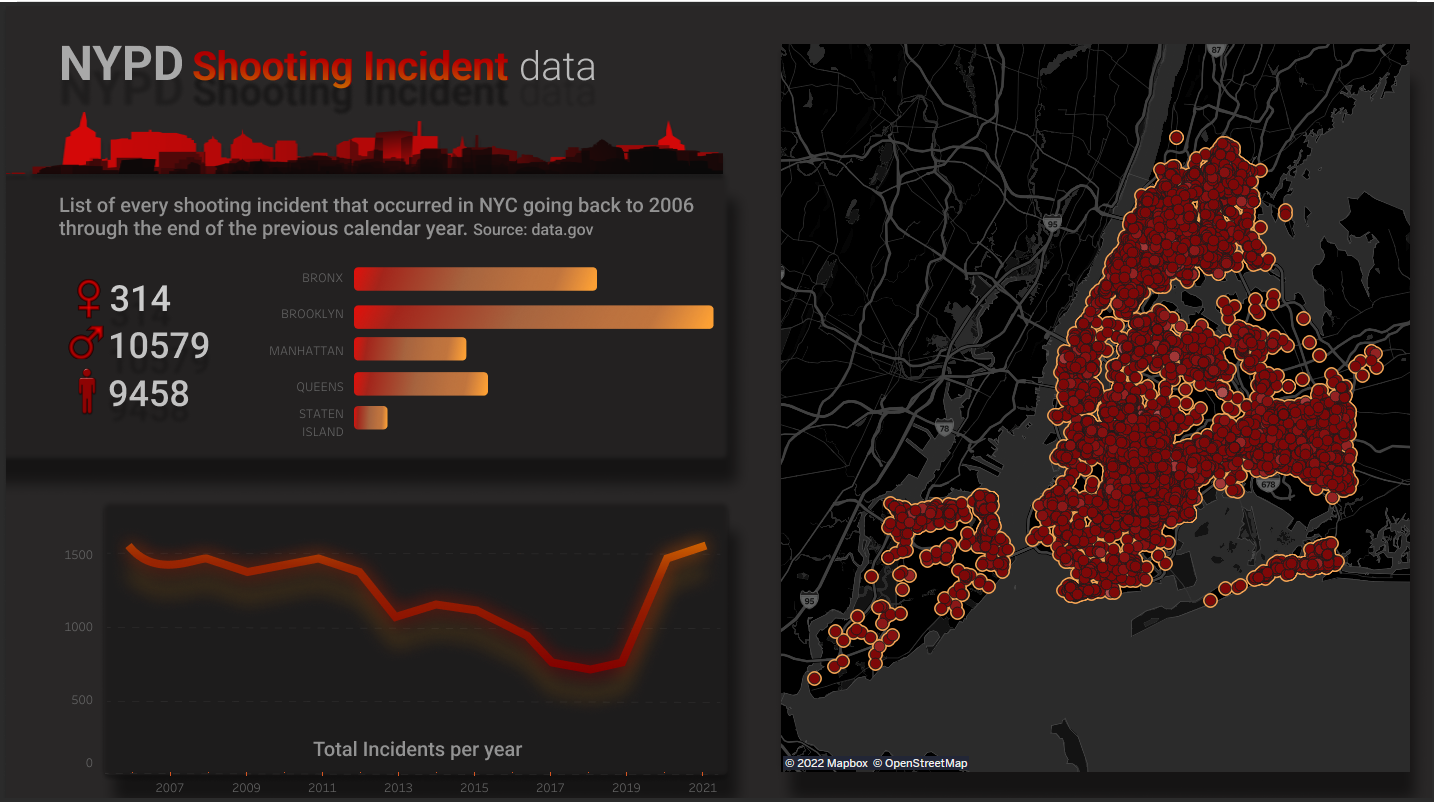 NYPD Shooting Incident data
List of every shooting incident that occurred in NYC going back to 2006
through the end of the previous calendar year. Source: data.gov
314
10579
9458
BRONX
BROOKLYN
MANHATTAN
QUEENS
STATEN
ISLAND
1500
1000
500
0
Total Incidents per year
2007 2009 2011 2013 2015 2017 2019 2021
87
95
78
678
95
© 2022 Mapbox © OpenStreetMap